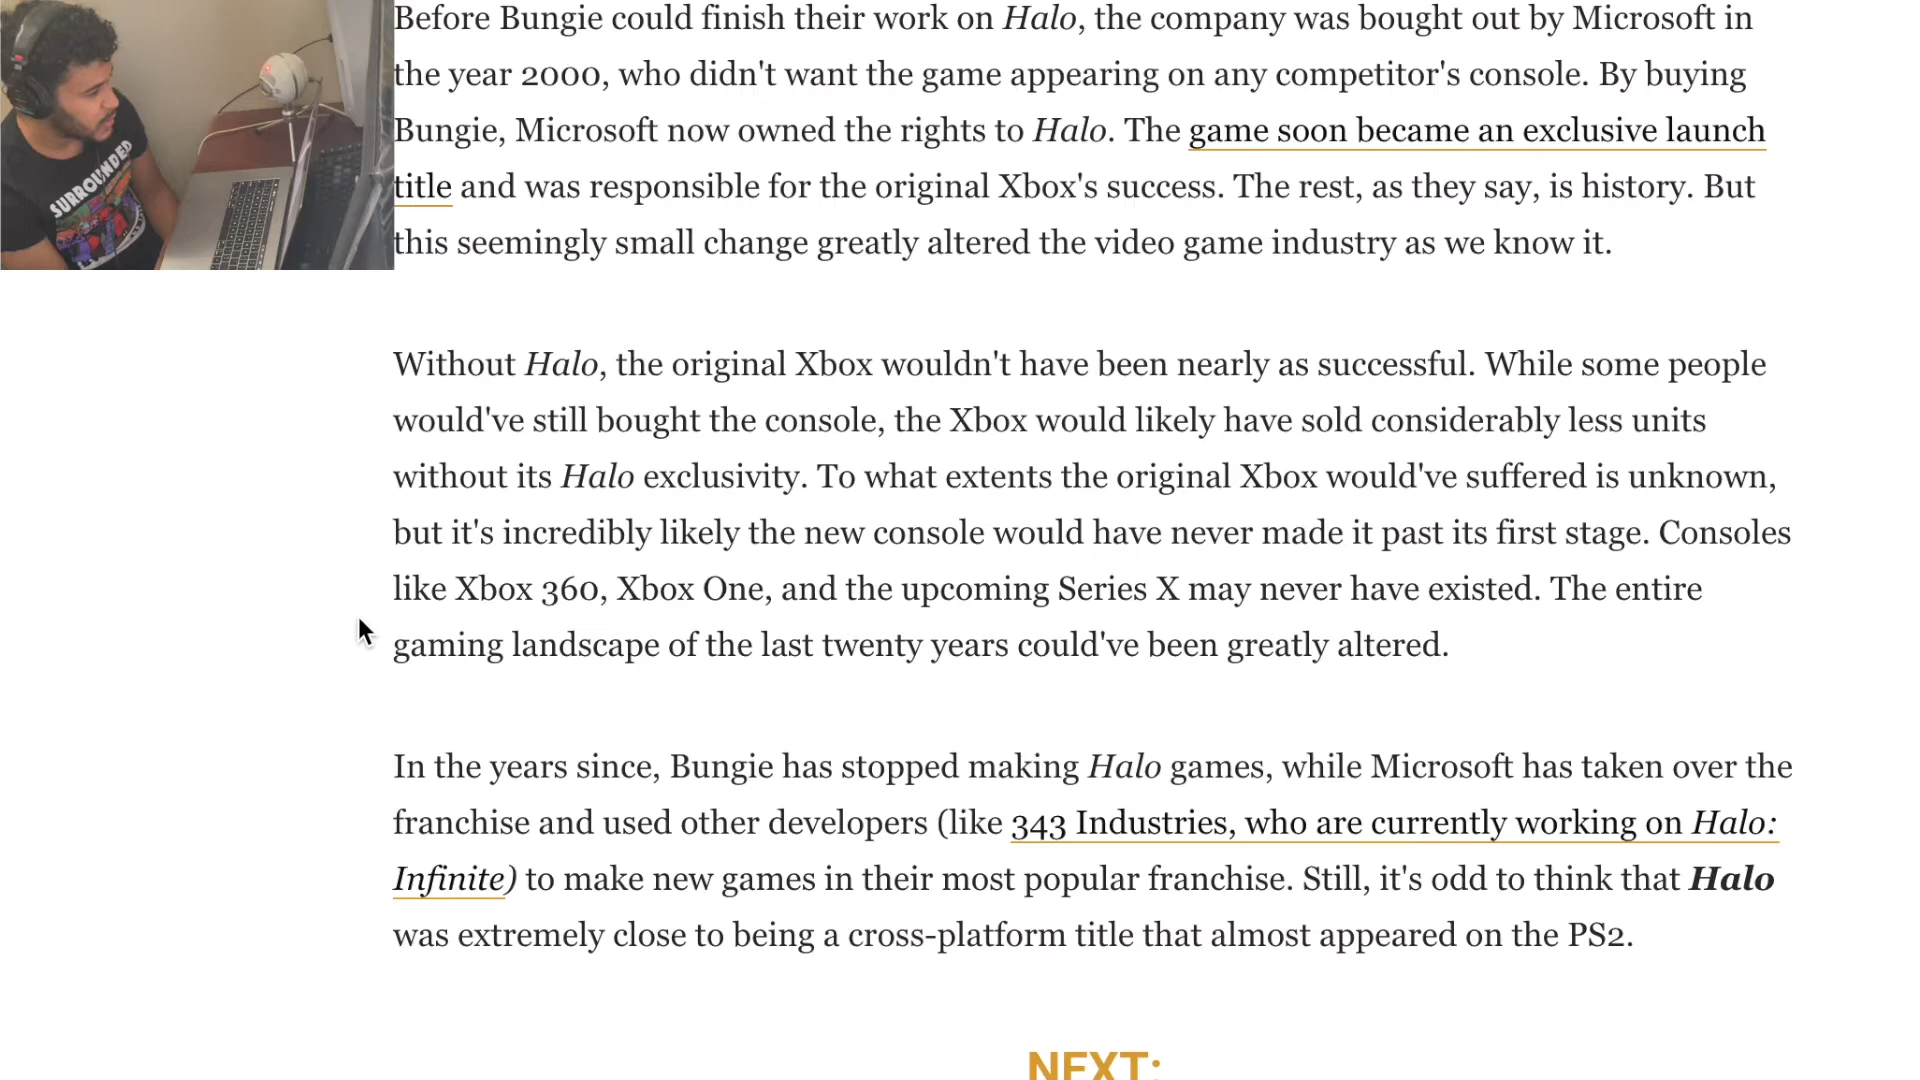 Before Bungie could finish their work on Halo, the company was bought out by Microsoft in
the year 2000, who didn't want the game appearing on any competitor's console. By buying
Bungie, Microsoft now owned the rights to Halo. The game soon became an exclusive launch
title and was responsible for the original Xbox's success. The rest, as they say, is history. But
this seemingly small change greatly altered the video game industry as we know it.
SURROUNDED
Without Halo, the original Xbox wouldn't have been nearly as successful. While some people
would've still bought the console, the Xbox would likely have sold considerably less units
without its Halo exclusivity. To what extents the original Xbox would've suffered is unknown,
but it's incredibly likely the new console would have never made it past its first stage. Consoles
like Xbox 360, Xbox One, and the upcoming Series X may never have existed. The entire
gaming landscape of the last twenty years could've been greatly altered.
In the years since, Bungie has stopped making Halo games, while Microsoft has taken over the
franchise and used other developers (like 343 Industries, who are currently working on Halo:
Infinite) to make new games in their most popular franchise. Still, it's odd to think that Halo
was extremely close to being a cross-platform title that almost appeared on the PS2.
NEXT: